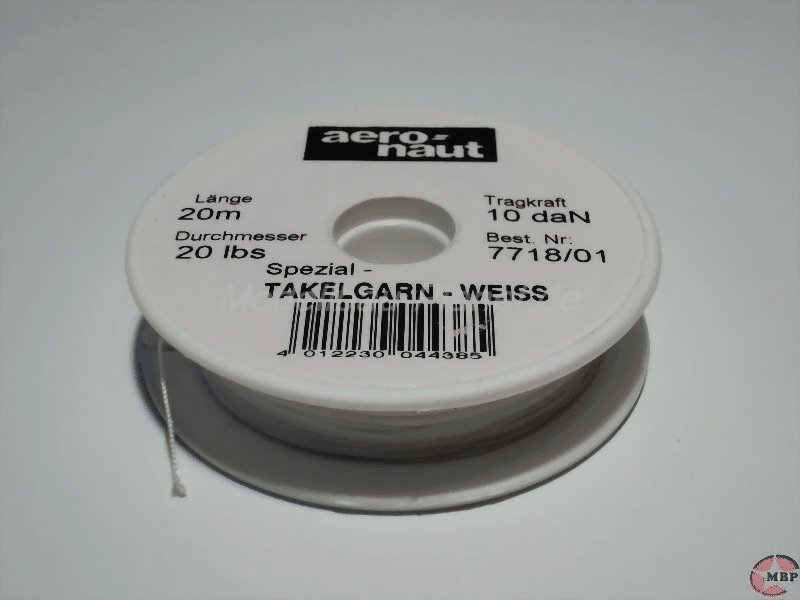 aero-
naut
Länge
20m
Tragkraft
10 daN
Durchmesser
20 lbs
Best. Nr:
7718/01
Spezial -
TAKELGARN - WEISS
4 012230 044385
MBP